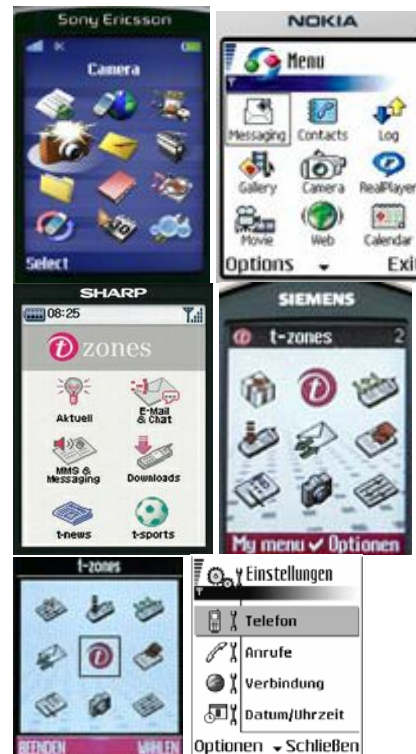 Sony Ericsson
Camera
Select
NOKIA
Menu
Messaging Contacts Log
Gallery Camera RealPlayer
Movie Web Calendar
Options Exit
SHARP
08:25
t zones
Aktuell E-Mail & Chat
MMS & Messaging Downloads
t-news t-sports
SIEMENS
t-zones 2
My menu Optionen
t-zones
BEENDEN WÄHLEN
Einstellungen
Telefon
Anrufe
Verbindung
Datum/Uhrzeit
Optionen Schließen